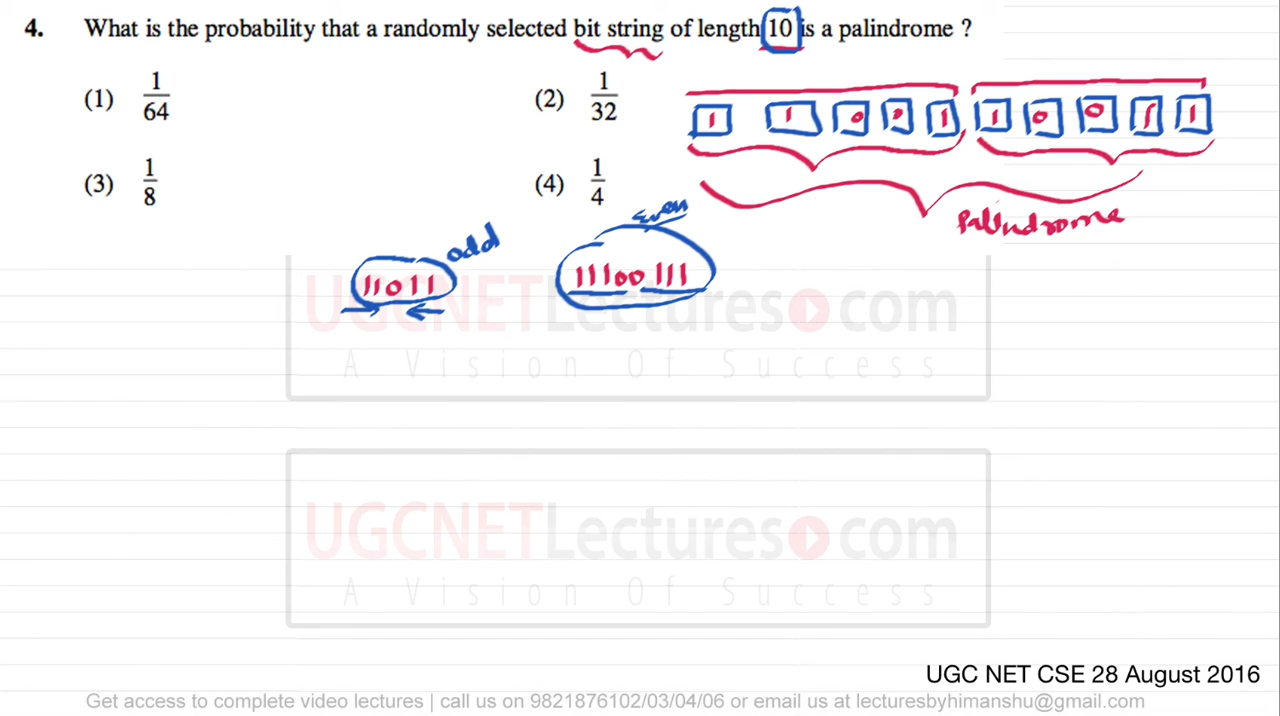 4. What is the probability that a randomly selected bit string of length 10 is a palindrome ?
(1) 1/64 (2) 1/32
1 1 0 0 1 1 0 0 1 1
(3) 1/8 (4) 1/4
Palindrome
odd even
11011 11100111
UGCNETLectures.com
A Vision Of Success
UGCNETLectures.com
A Vision Of Success
UGC NET CSE 28 August 2016
Get access to complete video lectures | call us on 9821876102/03/04/06 or email us at lecturesbyhimanshu@gmail.com